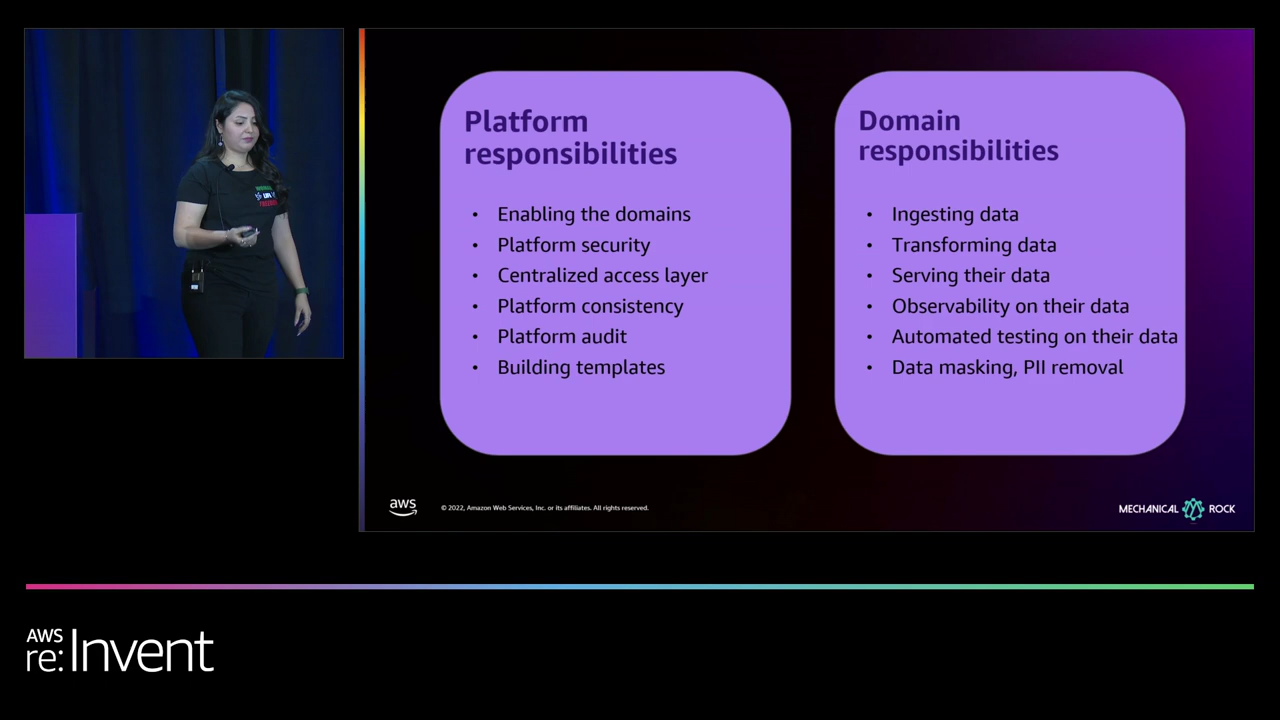 Platform
responsibilities
• Enabling the domains
• Platform security
• Centralized access layer
• Platform consistency
• Platform audit
• Building templates
Domain
responsibilities
• Ingesting data
• Transforming data
• Serving their data
• Observability on their data
• Automated testing on their data
• Data masking, PII removal
aws
© 2022, Amazon Web Services, Inc. or its affiliates. All rights reserved.
MECHANICAL ROCK
AWS
re:Invent